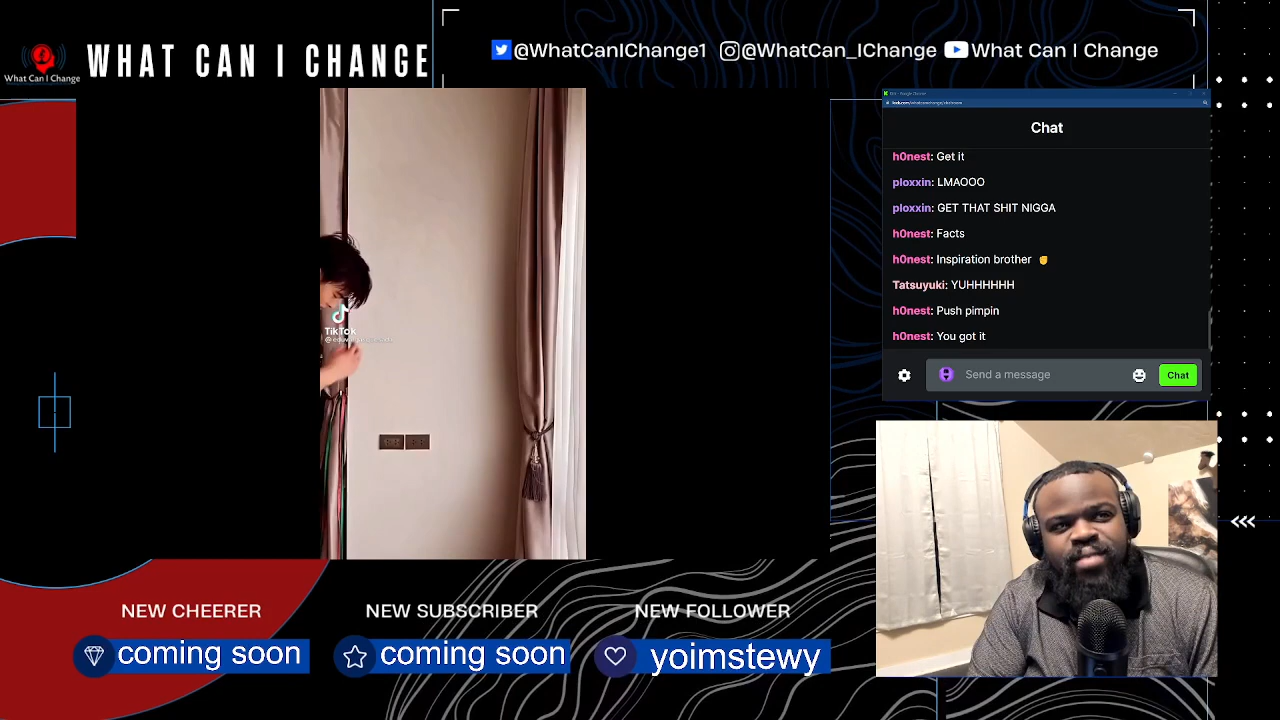 What Can I Change
WHAT CAN I CHANGE
@WhatCanIChange1 @WhatCan_IChange What Can I Change
TikTok
Chat
h0nest: Get it
ploxxin: LMAOOO
ploxxin: GET THAT SHIT NIGGA
h0nest: Facts
h0nest: Inspiration brother ✊
Tatsuyuki: YUHHHHHH
h0nest: Push pimpin
h0nest: You got it
Send a message
Chat
NEW CHEERER
coming soon
NEW SUBSCRIBER
coming soon
NEW FOLLOWER
yoimstewy